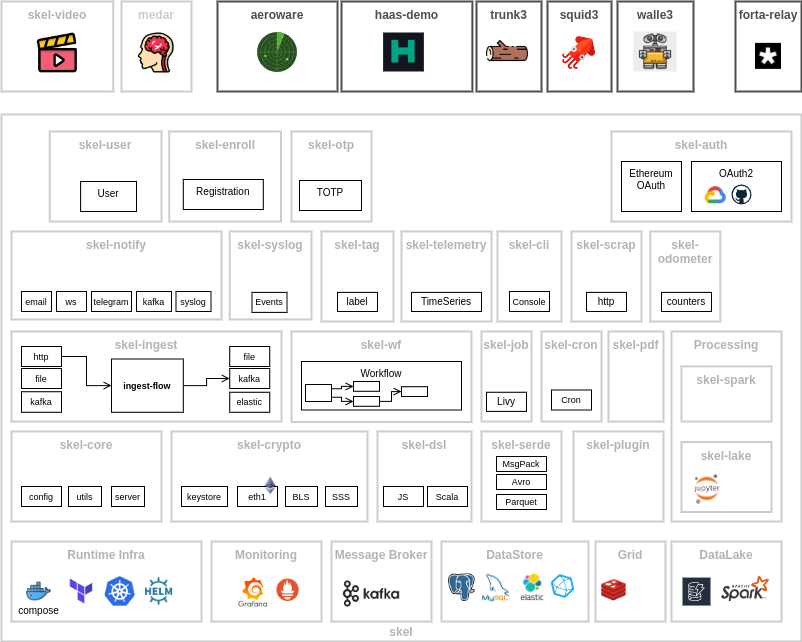 skel-video
medar
aeroware
haas-demo
trunk3
squid3
walle3
forta-relay
skel-user
User
skel-enroll
Registration
skel-otp
TOTP
skel-auth
Ethereum
OAuth
OAuth2
skel-notify
email
ws
telegram
kafka
syslog
skel-syslog
Events
skel-tag
label
skel-telemetry
TimeSeries
skel-cli
Console
skel-scrap
http
skel-
odometer
counters
skel-ingest
http
file
kafka
ingest-flow
file
kafka
elastic
skel-wf
Workflow
skel-job
Livy
skel-cron
Cron
skel-pdf
Processing
skel-spark
skel-lake
jupyter
skel-core
config
utils
server
skel-crypto
keystore
eth1
BLS
SSS
skel-dsl
JS
Scala
skel-serde
MsgPack
Avro
Parquet
skel-plugin
Runtime Infra
compose
HELM
Monitoring
Grafana
Message Broker
kafka
DataStore
MySQL
elastic
Grid
DataLake
APACHE
Spark
skel